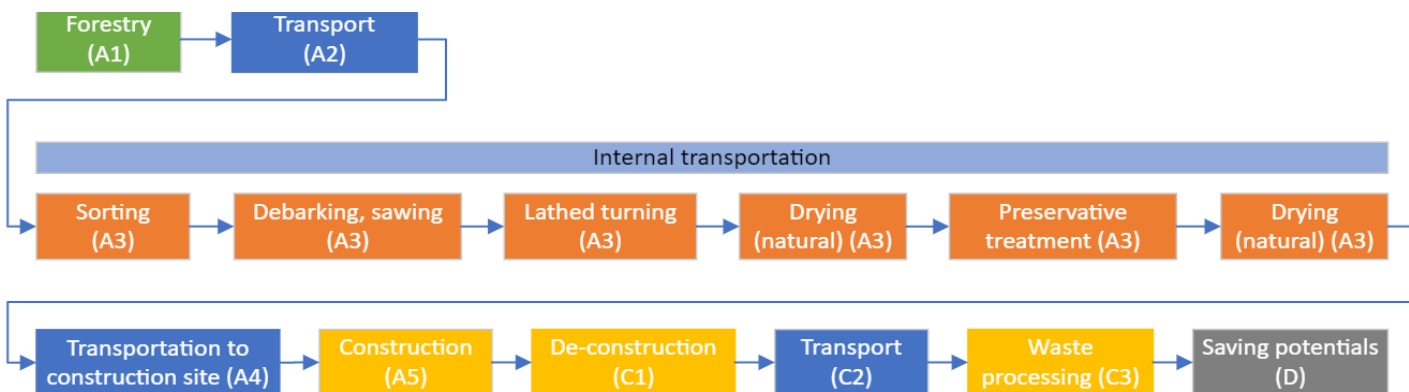 Forestry
(A1)
Transport
(A2)
Internal transportation
Sorting
(A3)
Debarking, sawing
(A3)
Lathed turning
(A3)
Drying
(natural) (A3)
Preservative
treatment (A3)
Drying
(natural) (A3)
Transportation to
construction site (A4)
Construction
(A5)
De-construction
(C1)
Transport
(C2)
Waste
processing (C3)
Saving potentials
(D)